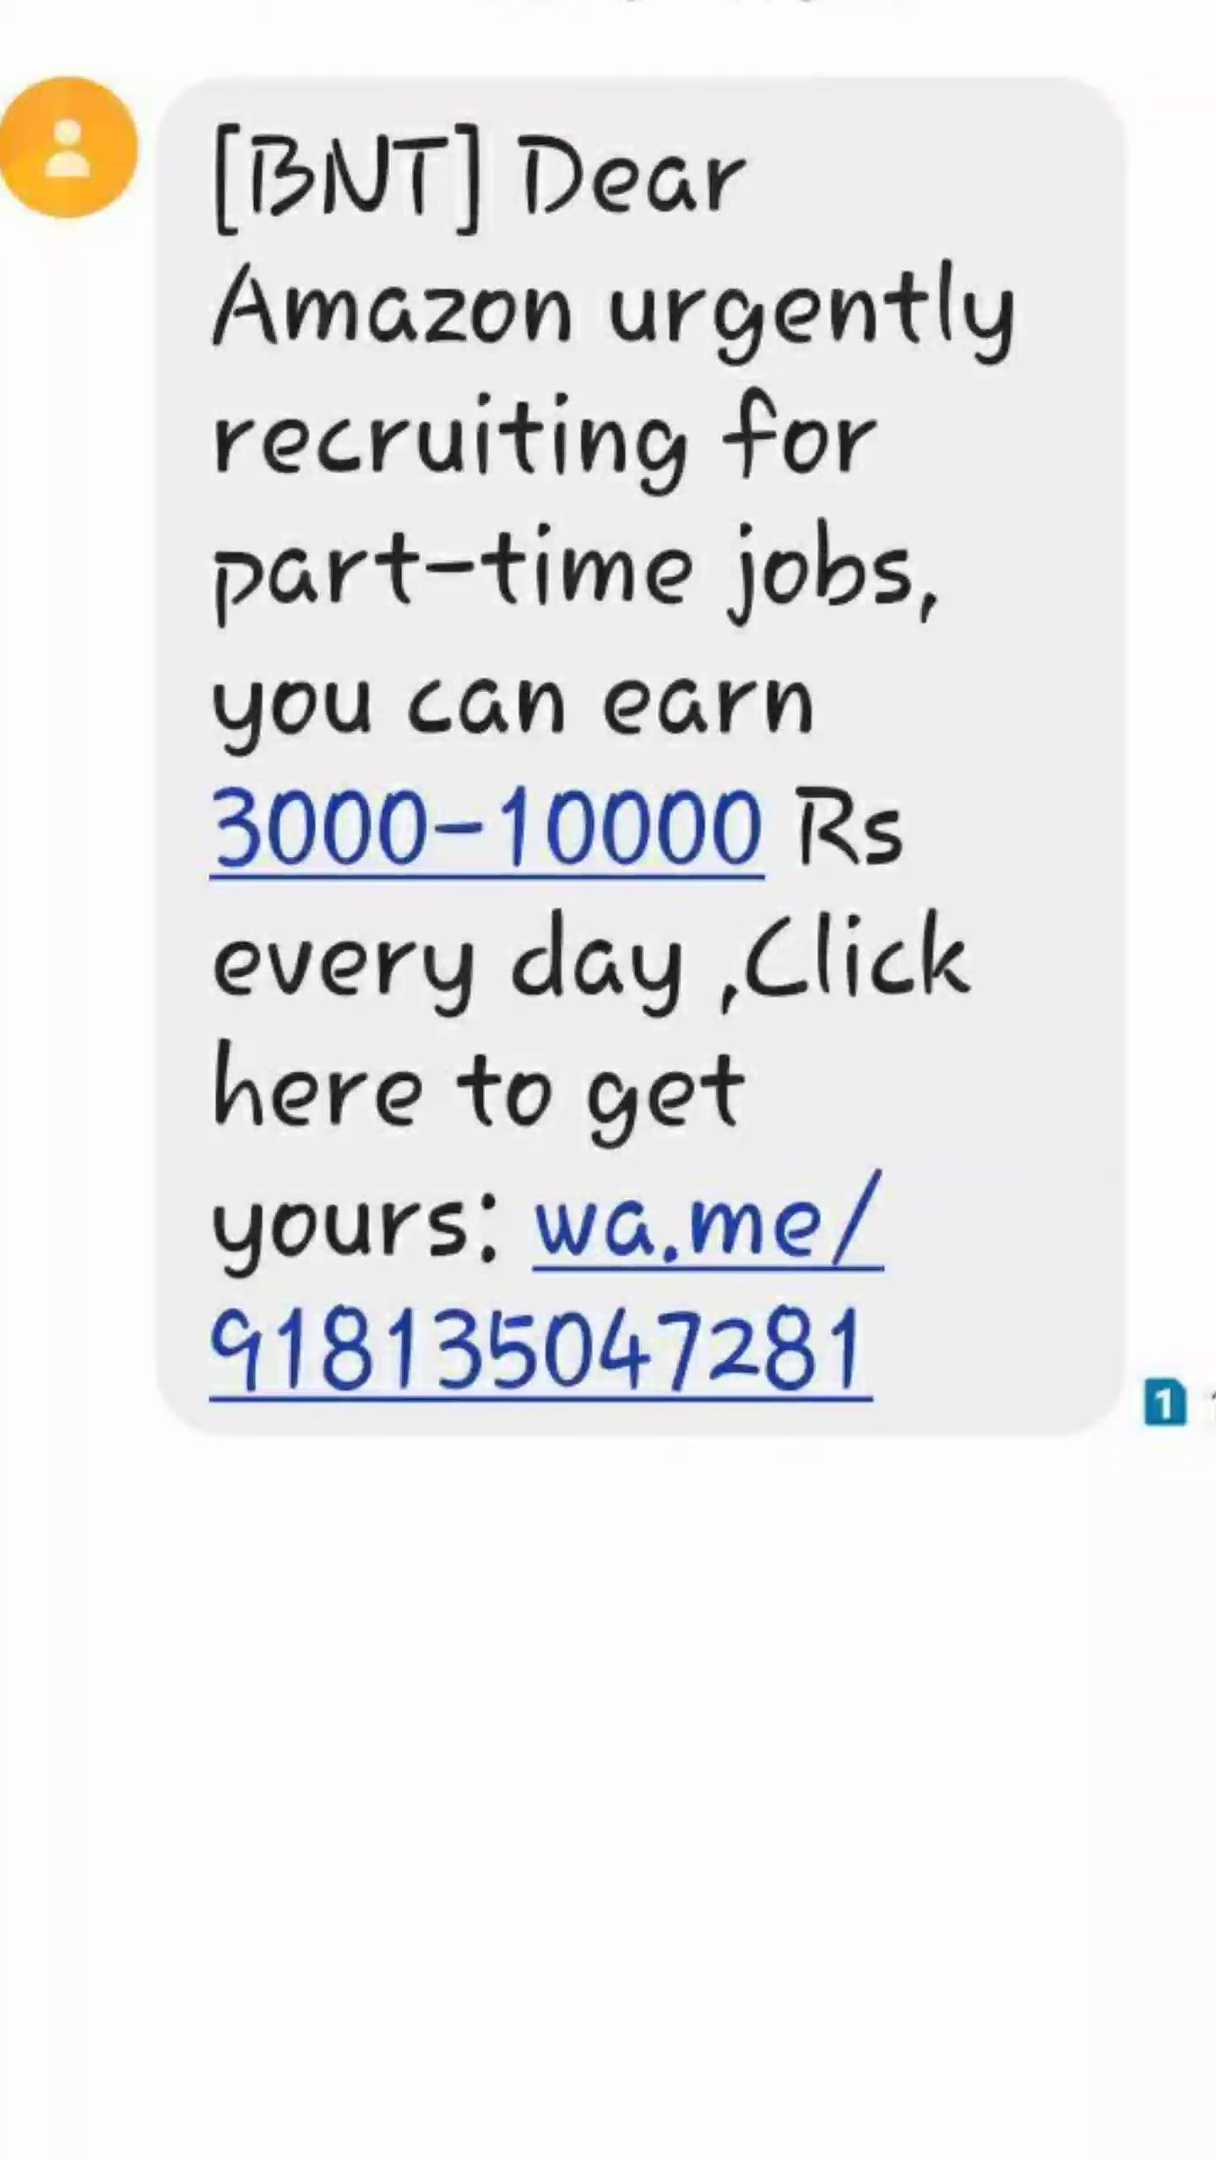 [BNT] Dear
Amazon urgently
recruiting for
part-time jobs,
you can earn
3000-10000 Rs
every day ,Click
here to get
yours: wa.me/
918135047281
1